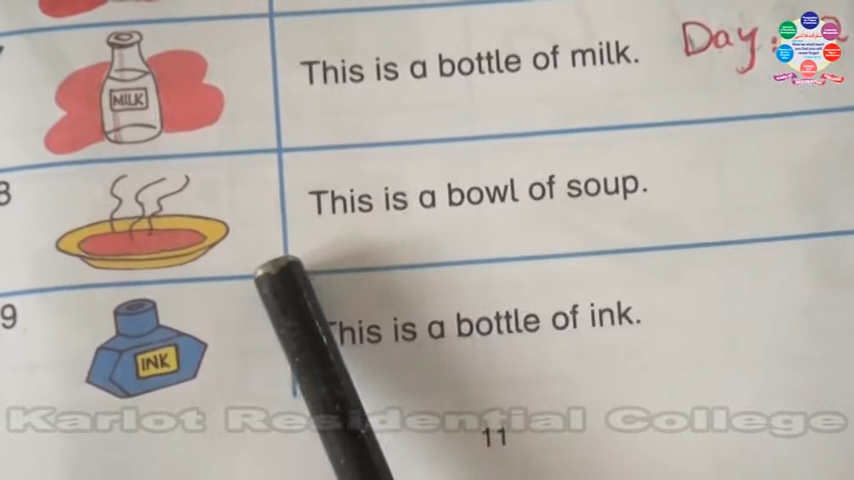 MILK
This is a bottle of milk.
Day
8
This is a bowl of soup.
9
INK
This is a bottle of ink.
Karlot Residential College
11